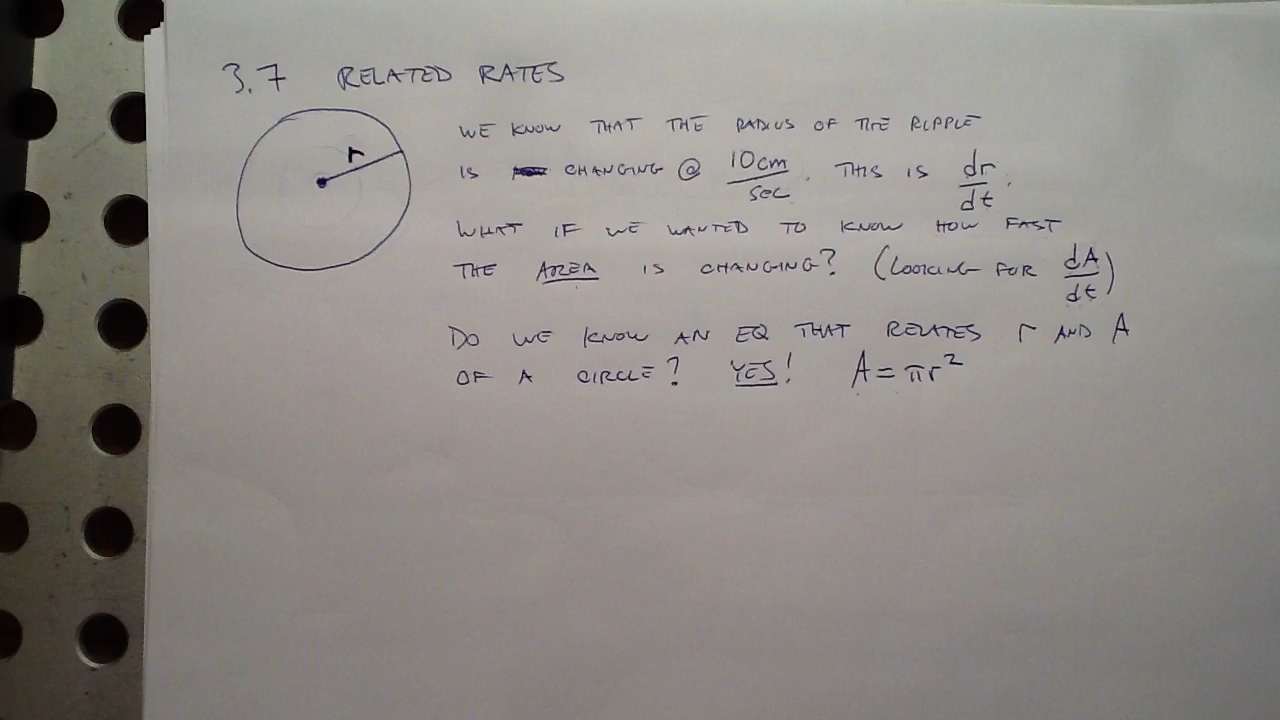 3.7 RELATED RATES
r
WE KNOW THAT THE RADIUS OF THE RIPPLE
IS CHANGING @ 10cm/sec. THIS IS dr/dt.
WHAT IF WE WANTED TO KNOW HOW FAST
THE AREA IS CHANGING? (LOOKING FOR dA/dt)
DO WE KNOW AN EQ THAT RELATES r AND A
OF A CIRCLE? YES! A = πr²